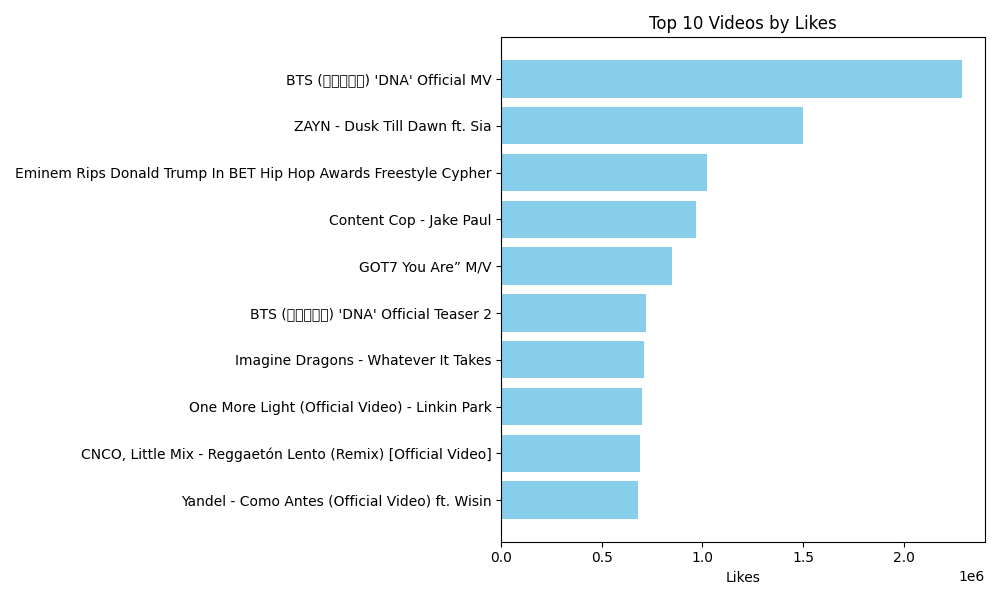 Top 10 Videos by Likes
BTS () 'DNA' Official MV
ZAYN - Dusk Till Dawn ft. Sia
Eminem Rips Donald Trump In BET Hip Hop Awards Freestyle Cypher
Content Cop - Jake Paul
GOT7 You Are” M/V
BTS () 'DNA' Official Teaser 2
Imagine Dragons - Whatever It Takes
One More Light (Official Video) - Linkin Park
CNCO, Little Mix - Reggaetón Lento (Remix) [Official Video]
Yandel - Como Antes (Official Video) ft. Wisin
0.0 0.5 1.0 1.5 2.0
1e6
Likes